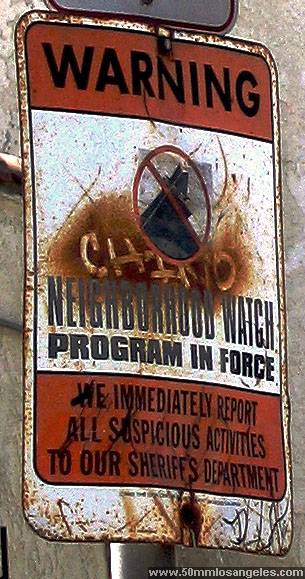 WARNING
CHINO
NEIGHBORHOOD WATCH
PROGRAM IN FORCE
WE IMMEDIATELY REPORT
ALL SUSPICIOUS ACTIVITIES
TO OUR SHERIFF'S DEPARTMENT
www.50mmlosangeles.com